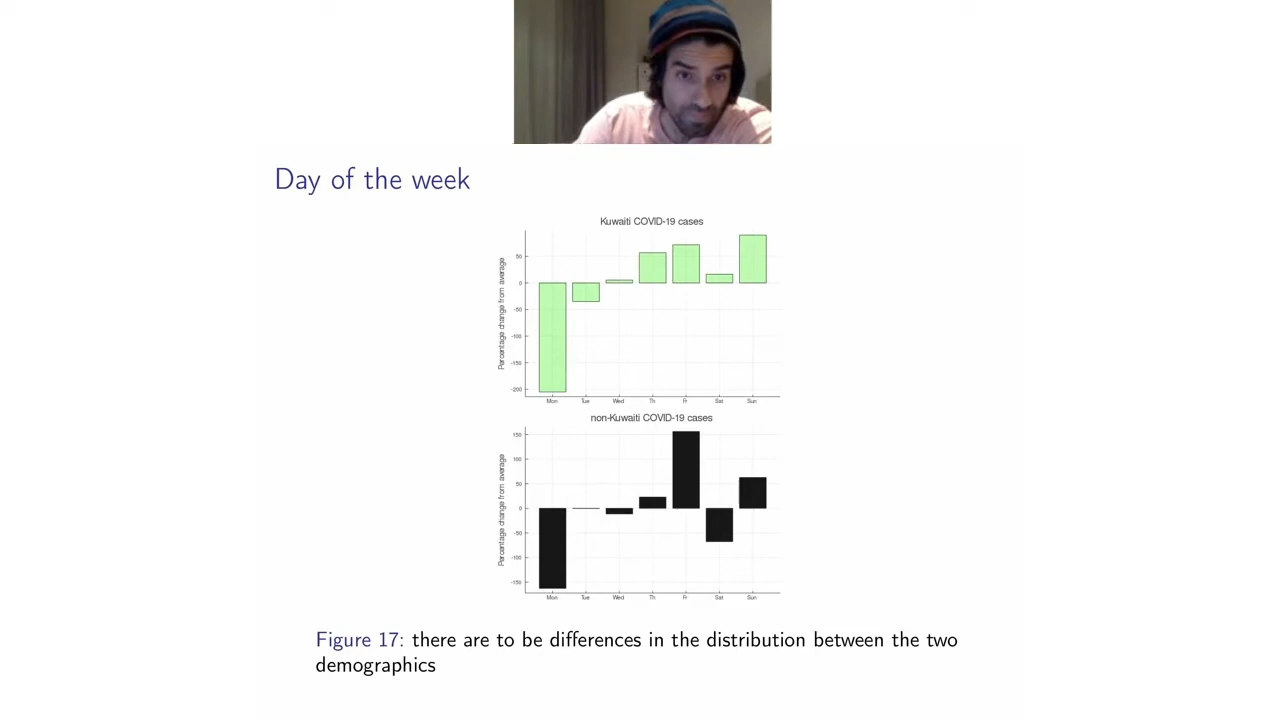 Day of the week
Kuwaiti COVID-19 cases
Percentage change from average
50
0
-50
-100
-150
-200
Mon Tue Wed Th Fr Sat Sun
non-Kuwaiti COVID-19 cases
Percentage change from average
150
100
50
0
-50
-100
-150
Mon Tue Wed Th Fr Sat Sun
Figure 17: there are to be differences in the distribution between the two
demographics